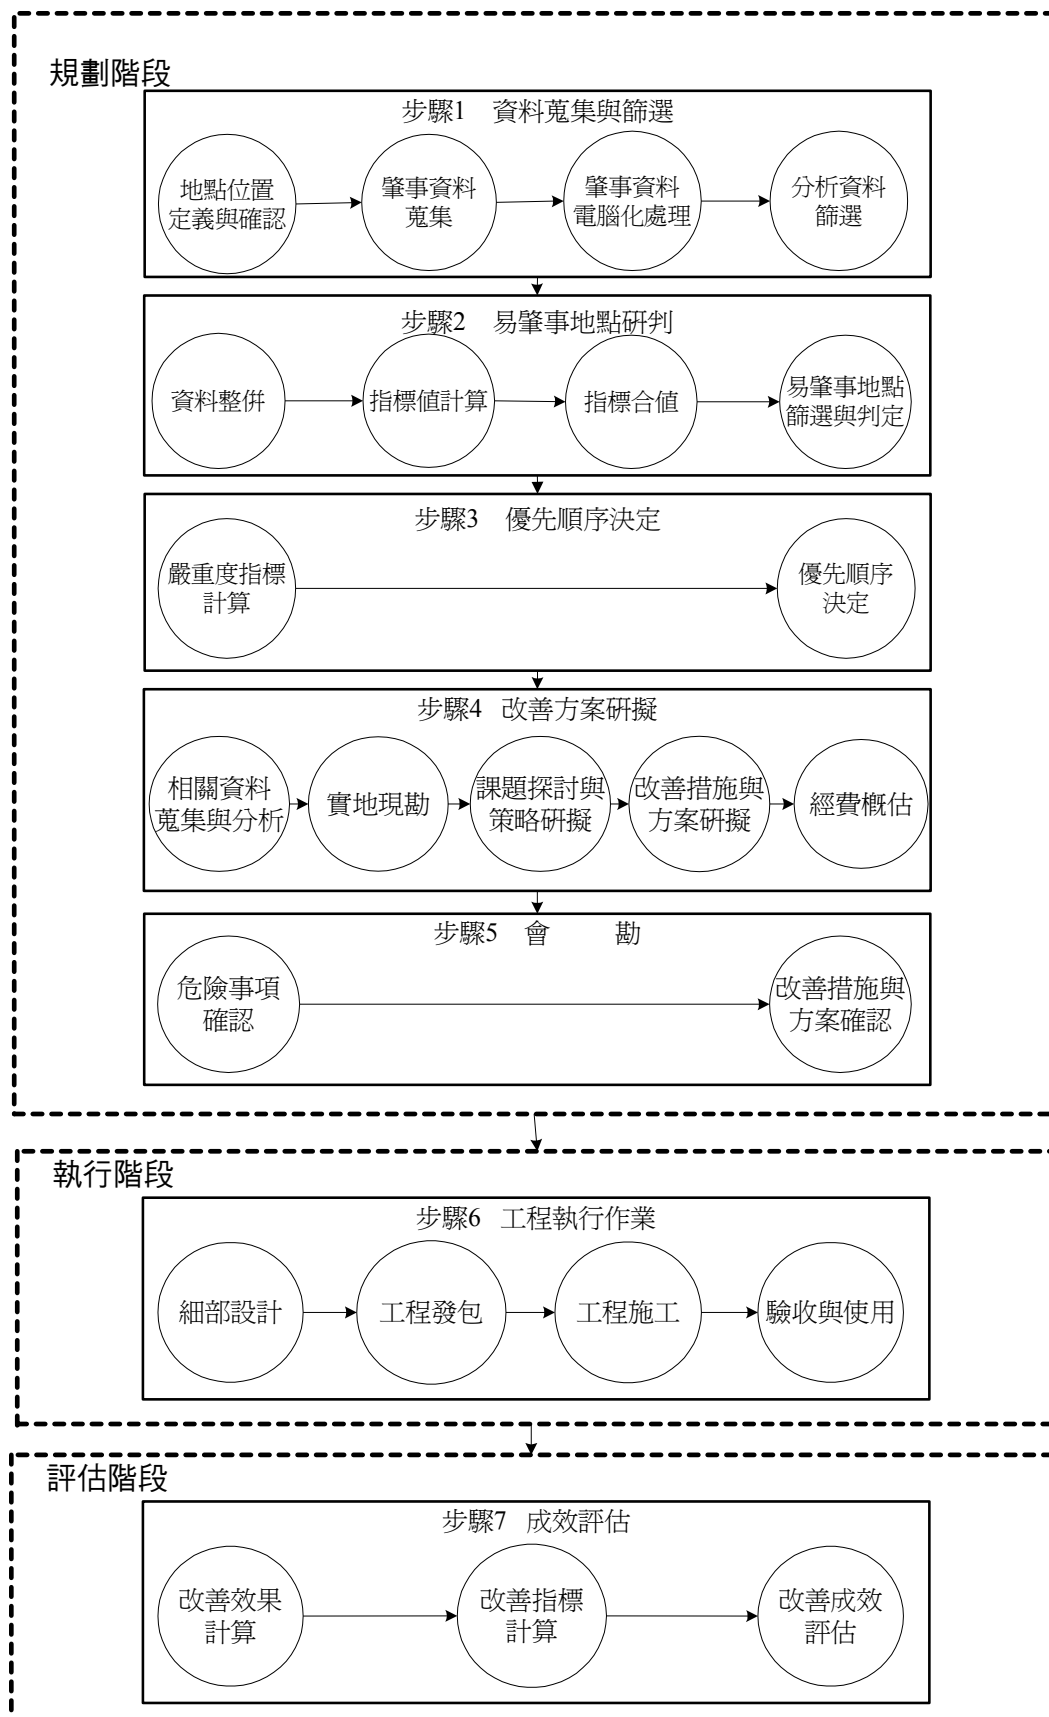 規劃階段
步驟1 資料蒐集與篩選
地點位置
定義與確認
肇事資料
蒐集
肇事資料
電腦化處理
分析資料
篩選
步驟2 易肇事地點研判
資料整併
指標值計算
指標合値
易肇事地點
篩選與判定
步驟3 優先順序決定
嚴重度指標
計算
優先順序
決定
步驟4 改善方案研擬
相關資料
蒐集與分析
實地現勘
課題探討與
策略研擬
改善措施與
方案研擬
經費概估
步驟5 會 勘
危險事項
確認
改善措施與
方案確認
執行階段
步驟6 工程執行作業
細部設計
工程發包
工程施工
驗收與使用
評估階段
步驟7 成效評估
改善效果
計算
改善指標
計算
改善成效
評估